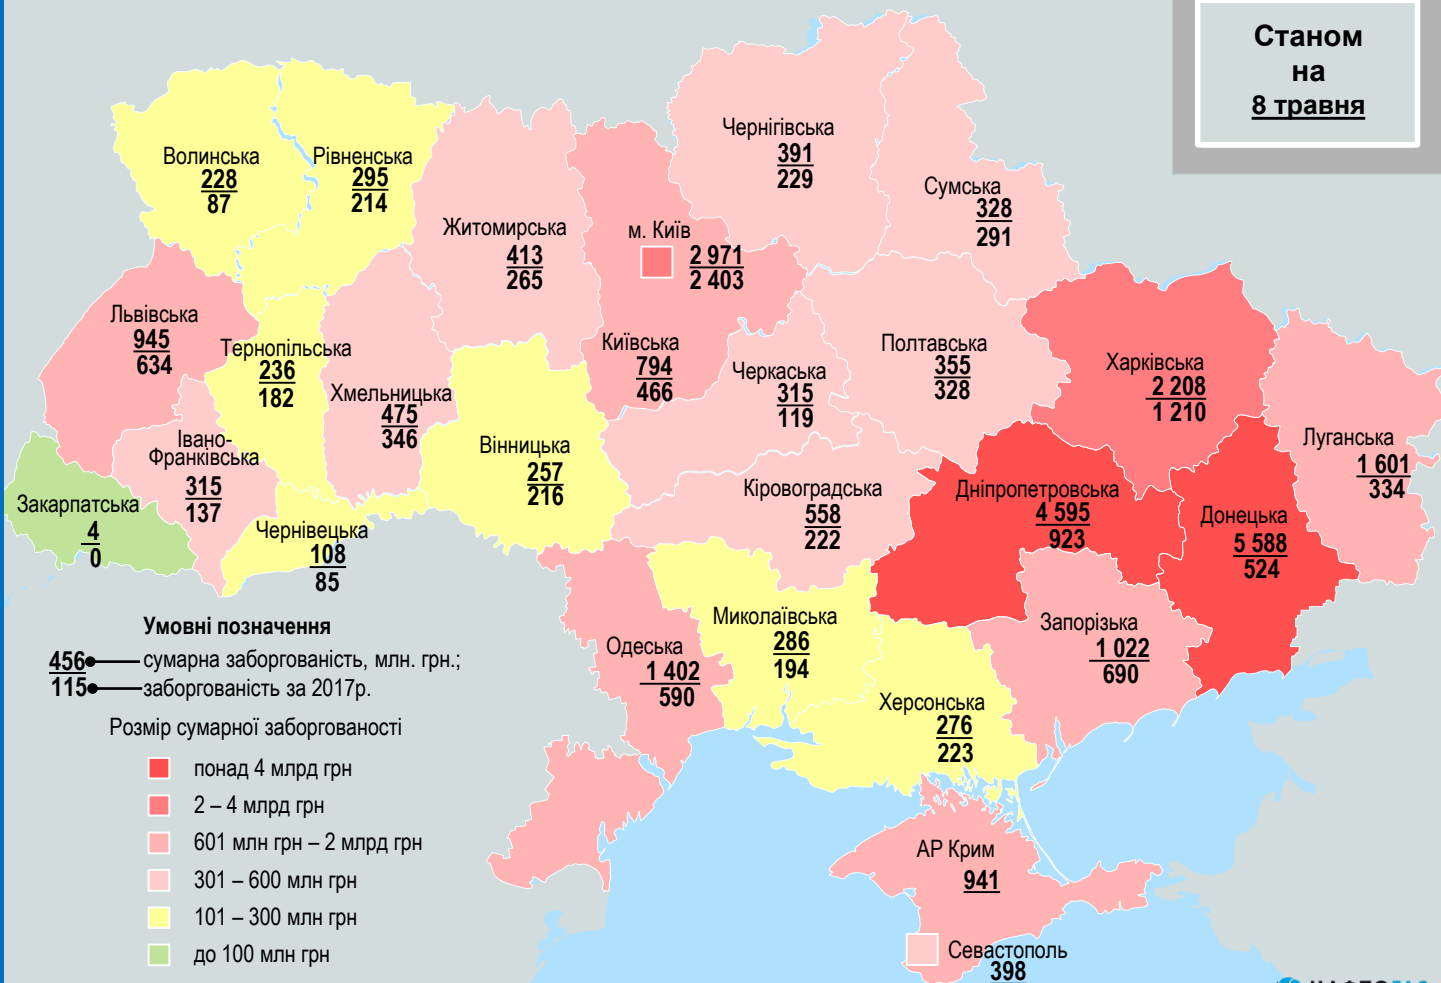 Станом
на
8 травня
Чернігівська
391
229
Волинська
228
87
Рівненська
295
214
Сумська
328
291
Житомирська
413
265
м. Київ
2 971
2 403
Львівська
945
634
Тернопільська
236
182
Хмельницька
475
346
Київська
794
466
Черкаська
315
119
Полтавська
355
328
Харківська
2 208
1 210
Луганська
1 601
334
Івано-
Франківська
315
137
Вінницька
257
216
Закарпатська
4
0
Чернівецька
108
85
Кіровоградська
558
222
Дніпропетровська
4 595
923
Донецька
5 588
524
Миколаївська
286
194
Одеська
1 402
590
Запорізька
1 022
690
Херсонська
276
223
АР Крим
941
Севастополь
398
Умовні позначення
456 сумарна заборгованість, млн. грн.;
115 заборгованість за 2017р.
Розмір сумарної заборгованості
понад 4 млрд грн
2 – 4 млрд грн
601 млн грн – 2 млрд грн
301 – 600 млн грн
101 – 300 млн грн
до 100 млн грн